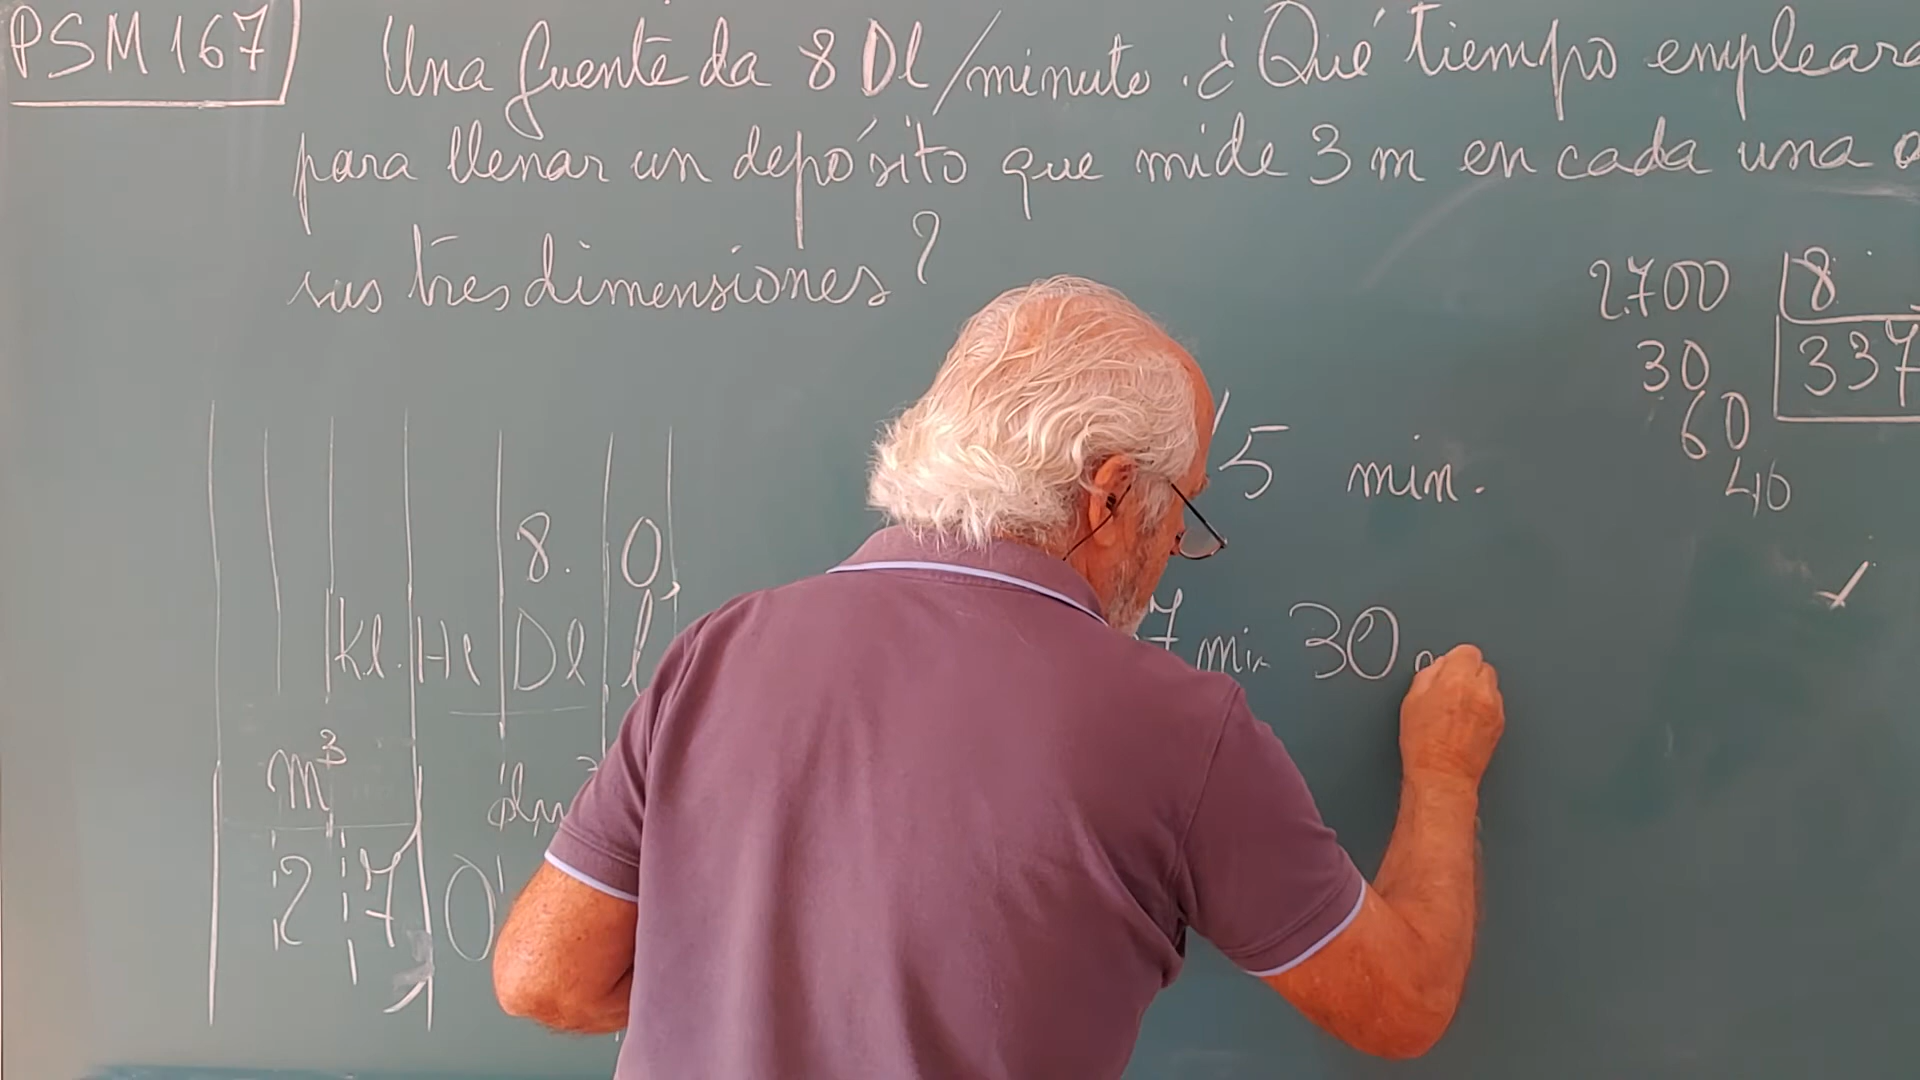 PSM 167
Una fuente da 8 Dl/minuto. ¿Qué tiempo empleará
para llenar un depósito que mide 3 m en cada una
sus tres dimensiones?
2.700 8
30 337
60
40
5 min.
7 min 30
8. 0,
Kl. Hl Dl l
m³
27 0